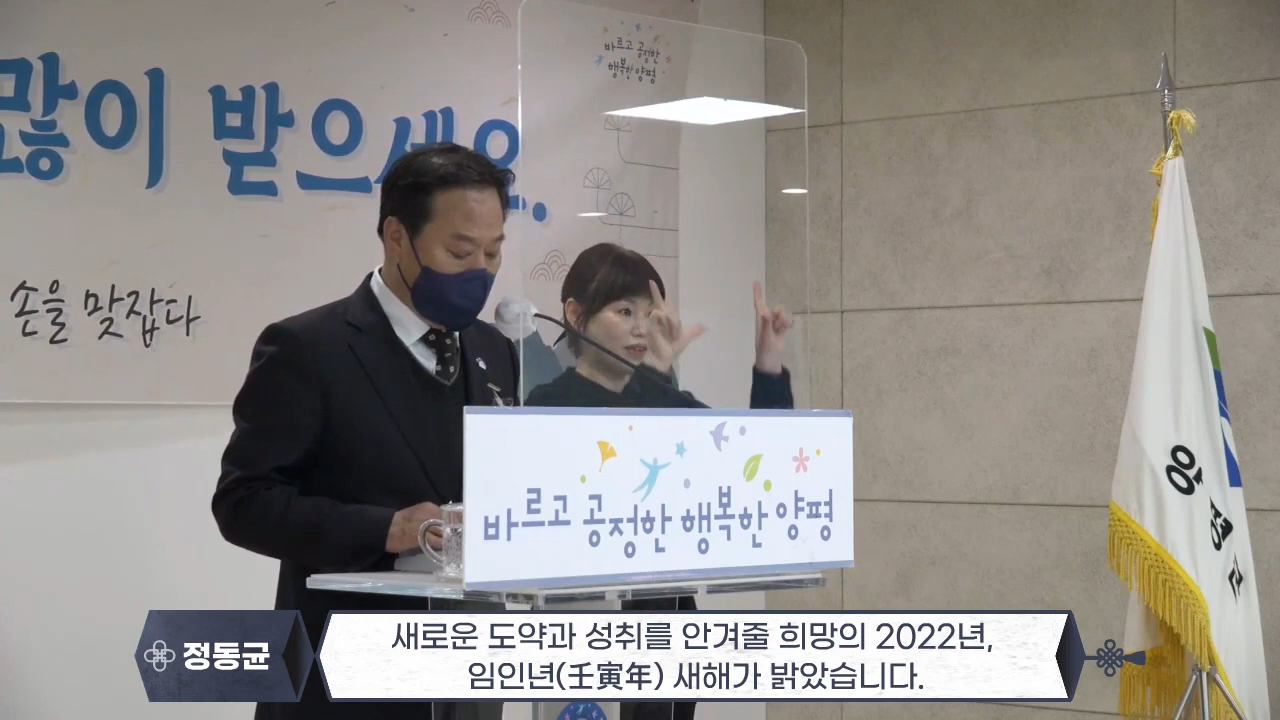 많이 받으세요.
손을 맞잡다
바르고 공정한
행복한 양평
바르고 공정한 행복한 양평
양평군
정동균
새로운 도약과 성취를 안겨줄 희망의 2022년,
임인년(壬寅年) 새해가 밝았습니다.